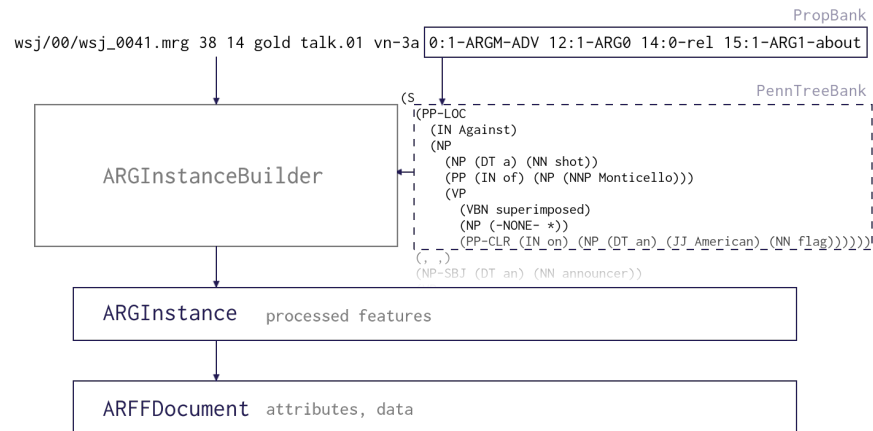 PropBank
wsj/00/wsj_0041.mrg 38 14 gold talk.01 vn-3a 0:1-ARGM-ADV 12:1-ARG0 14:0-rel 15:1-ARG1-about
PennTreeBank
(S
(PP-LOC
(IN Against)
(NP
(NP (DT a) (NN shot))
(PP (IN of) (NP (NNP Monticello)))
(VP
(VBN superimposed)
(NP (-NONE- *))
(PP-CLR (IN on) (NP (DT an) (JJ American) (NN flag))))))
(, ,)
(NP-SBJ (DT an) (NN announcer))
ARGInstanceBuilder
ARGInstance processed features
ARFFDocument attributes, data